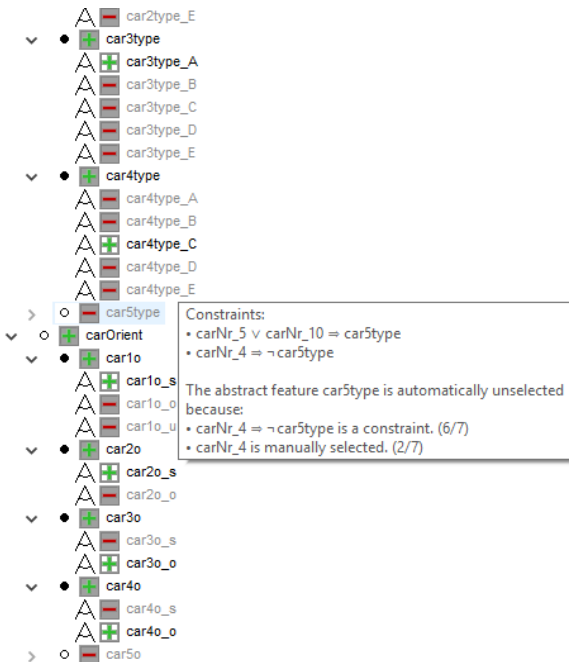 car2type_E
car3type
car3type_A
car3type_B
car3type_C
car3type_D
car3type_E
car4type
car4type_A
car4type_B
car4type_C
car4type_D
car4type_E
car5type
carOrient
car1o
car1o_s
car1o_o
car1o_u
car2o
car2o_s
car2o_o
car3o
car3o_s
car3o_o
car4o
car4o_s
car4o_o
car5o
Constraints:
• carNr_5 ∨ carNr_10 ⇒ car5type
• carNr_4 ⇒ ¬ car5type
The abstract feature car5type is automatically unselected
because:
• carNr_4 ⇒ ¬ car5type is a constraint. (6/7)
• carNr_4 is manually selected. (2/7)